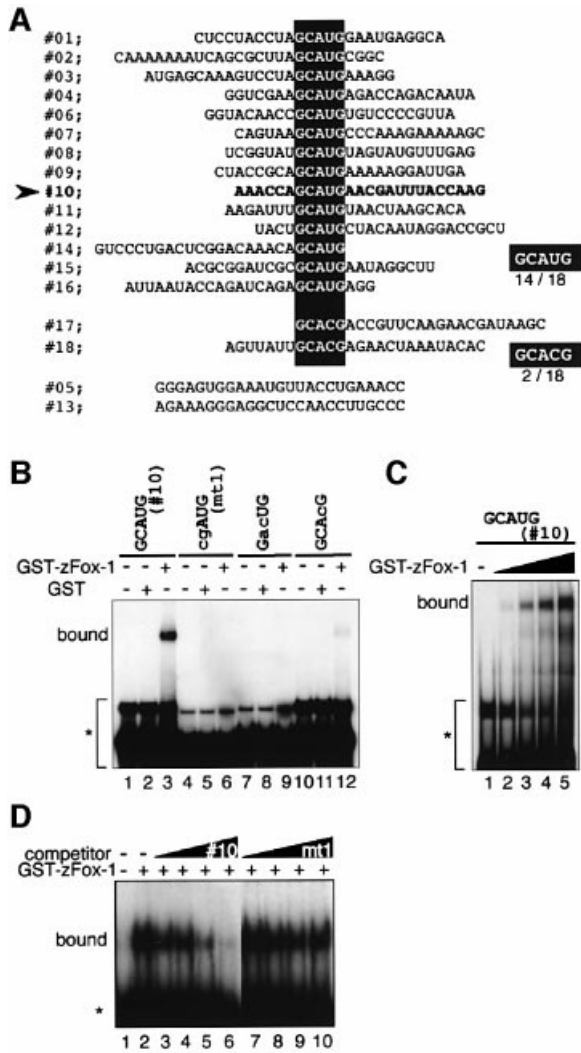 A
#01; CUCCUACCUAGCAUGGAAUGAGGCA
#02; CAAAAAAAUCAGCGCUUAGCAUGCGGC
#03; AUGAGCAAAGUCCUAGCAUGAAAGG
#04; GGUCGAAGCAUGAGACCAGACAAUA
#06; GGUACAACCGCAUGUGUCCCCGUUA
#07; CAGUAAGCAUGCCCAAAGAAAAAGC
#08; UCGGUAUGCAUGUAGUAUGUUUGAG
#09; CUACCGCAGCAUGAAAAAGGAUUGA
#10; AAACCAGCAUGAACGAUUUACCAAG
#11; AAGAUUUGCAUGUAACUAAGCACA
#12; UACUGCAUGCUACAAUAGGACCGCU
#14; GUCCCUGACUCGGACAAACAGCAUG
#15; ACGCGGAUCGCGCAUGAAUAGGCUU
#16; AUUAAUACCAGAUCAGAGCAUGAGG
GCAUG
14 / 18
#17; GCACGACCGUUCAAGAACGAUAAGC
#18; AGUUAUUGCACGAGAACUAAAUACAC
GCACG
2 / 18
#05; GGGAGUGGAAAUGUUACCUGAAACC
#13; AGAAAGGGAGGCUCCAACCUUGCCC
B
GCAUG (#10) cgAUG (mt1) GacUG GCAcG
GST-zFox-1 - - + - - + - - + - - +
GST - + - - + - - + - - + -
bound
*
1 2 3 4 5 6 7 8 9 10 11 12
C
GCAUG
(#10)
GST-zFox-1 -
bound
*
1 2 3 4 5
D
competitor - - #10 mt1
GST-zFox-1 - + + + + + + + + +
bound
*
1 2 3 4 5 6 7 8 9 10